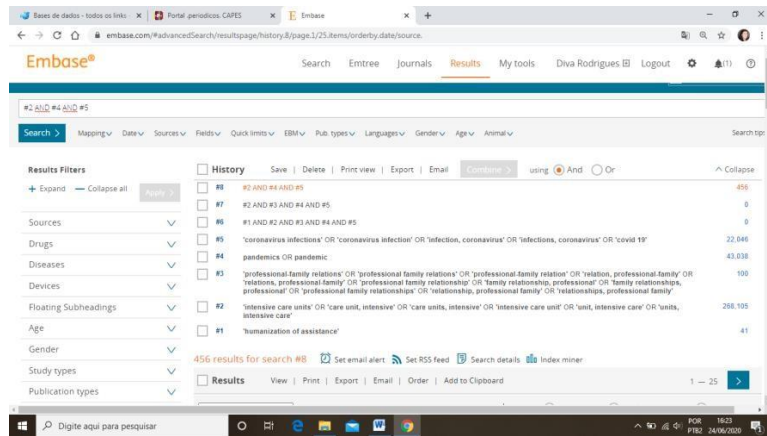 Bases de dados - todos os links
Portal .periodicos. CAPES
Embase
embase.com/#advancedSearch/resultspage/history.8/page.1/25.items/orderby.date/source.
Embase®
Search Emtree Journals Results My tools Diva Rodrigues Logout (1)
#2 AND #4 AND #5
Search > Mapping Date Sources Fields Quick limits EBM Pub. types Languages Gender Age Animal Search tips
Results Filters
+ Expand — Collapse all Apply >
Sources
Drugs
Diseases
Devices
Floating Subheadings
Age
Gender
Study types
Publication types
History Save | Delete | Print view | Export | Email Combine > using And Or Collapse
#8 #2 AND #4 AND #5 456
#7 #2 AND #3 AND #4 AND #5 0
#6 #1 AND #2 AND #3 AND #4 AND #5 0
#5 'coronavirus infections' OR 'coronavirus infection' OR 'infection, coronavirus' OR 'infections, coronavirus' OR 'covid 19' 22,046
#4 pandemics OR pandemic 43,038
#3 'professional-family relations' OR 'professional family relations' OR 'professional-family relation' OR 'relation, professional-family' OR 100
'relations, professional-family' OR 'professional family relationship' OR 'family relationship, professional' OR 'family relationships,
professional' OR 'professional family relationships' OR 'relationship, professional family' OR 'relationships, professional family'
#2 'intensive care units' OR 'care unit, intensive' OR 'care units, intensive' OR 'intensive care unit' OR 'unit, intensive care' OR 'units, 268,105
intensive care'
#1 'humanization of assistance' 41
456 results for search #8 Set email alert Set RSS feed Search details Index miner
Results View | Print | Export | Email | Order | Add to Clipboard 1 — 25 >
Digite aqui para pesquisar
POR 16:23
PTB2 24/06/2020